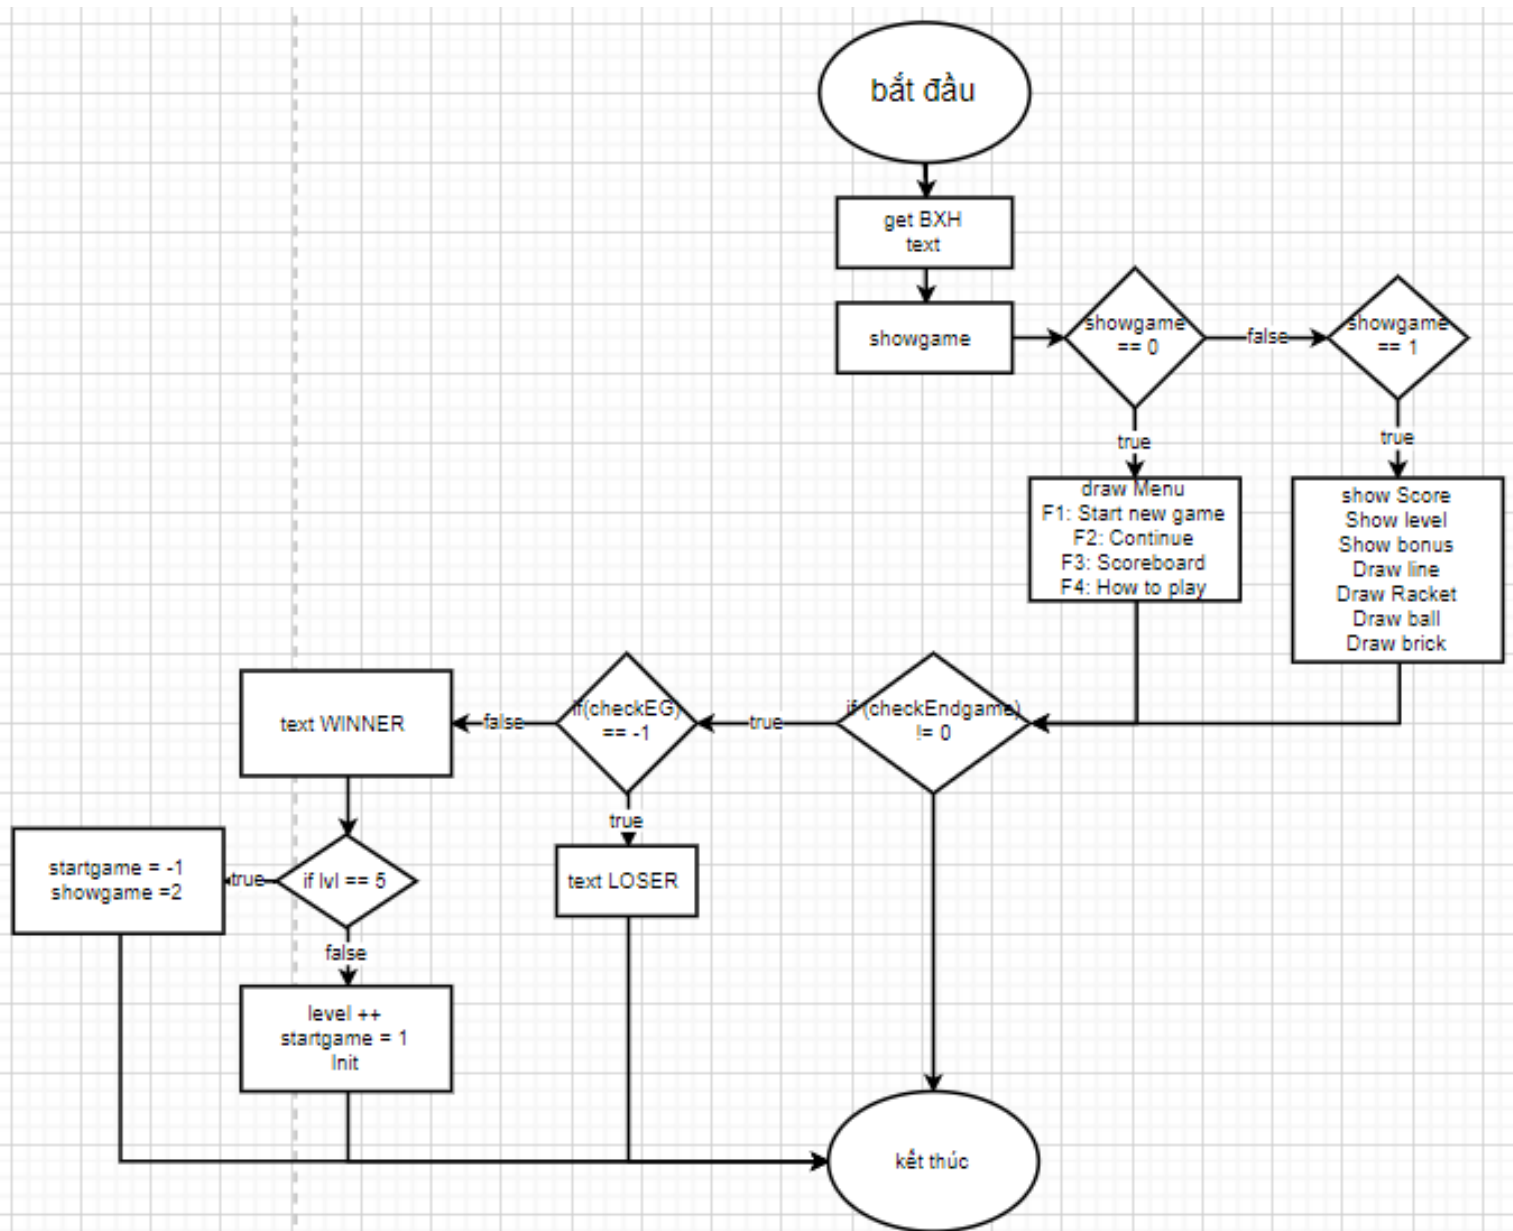 bắt đầu
get BXH
text
showgame
showgame
== 0
false
showgame
== 1
true
true
draw Menu
F1: Start new game
F2: Continue
F3: Scoreboard
F4: How to play
show Score
Show level
Show bonus
Draw line
Draw Racket
Draw ball
Draw brick
if (checkEndgame)
!= 0
true
if(checkEG)
== -1
false
text WINNER
true
text LOSER
if lvl == 5
true
startgame = -1
showgame =2
false
level ++
startgame = 1
Init
kết thúc